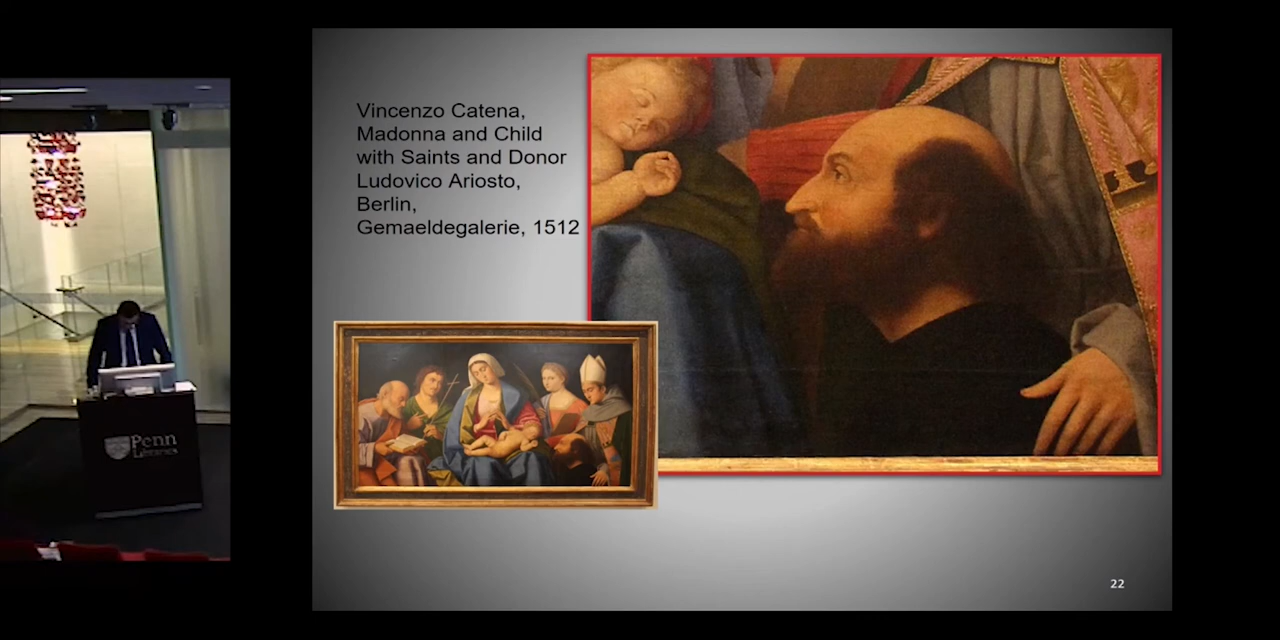 Vincenzo Catena,
Madonna and Child
with Saints and Donor
Ludovico Ariosto,
Berlin,
Gemaeldegalerie, 1512
Penn
Libraries
22